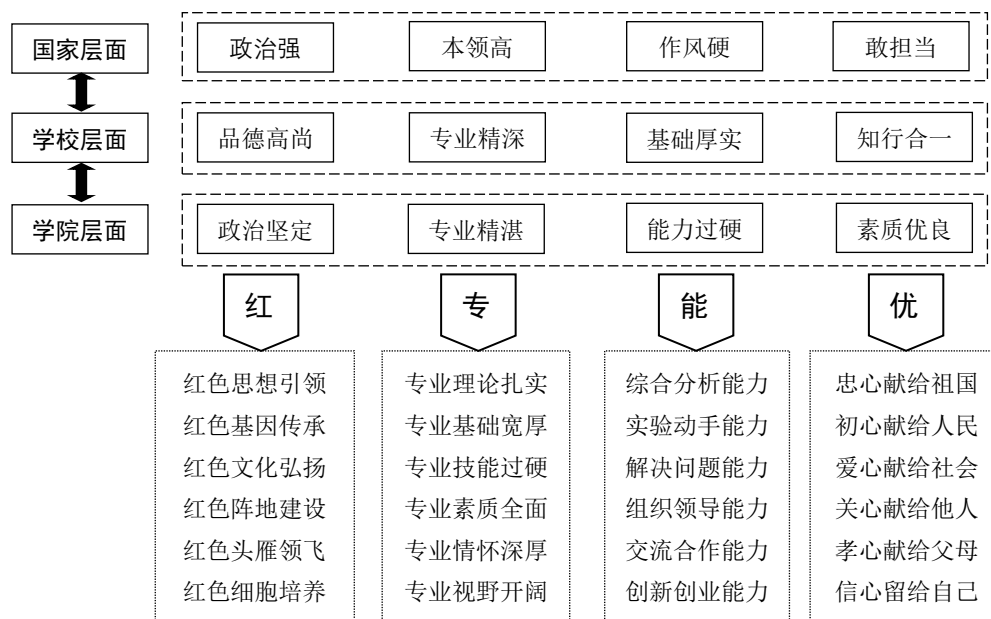 国家层面 政治强 本领高 作风硬 敢担当
学校层面 品德高尚 专业精深 基础厚实 知行合一
学院层面 政治坚定 专业精湛 能力过硬 素质优良
红 专 能 优
红色思想引领 专业理论扎实 综合分析能力 忠心献给祖国
红色基因传承 专业基础宽厚 实验动手能力 初心献给人民
红色文化弘扬 专业技能过硬 解决问题能力 爱心献给社会
红色阵地建设 专业素质全面 组织领导能力 关心献给他人
红色头雁领飞 专业情怀深厚 交流合作能力 孝心献给父母
红色细胞培养 专业视野开阔 创新创业能力 信心留给自己